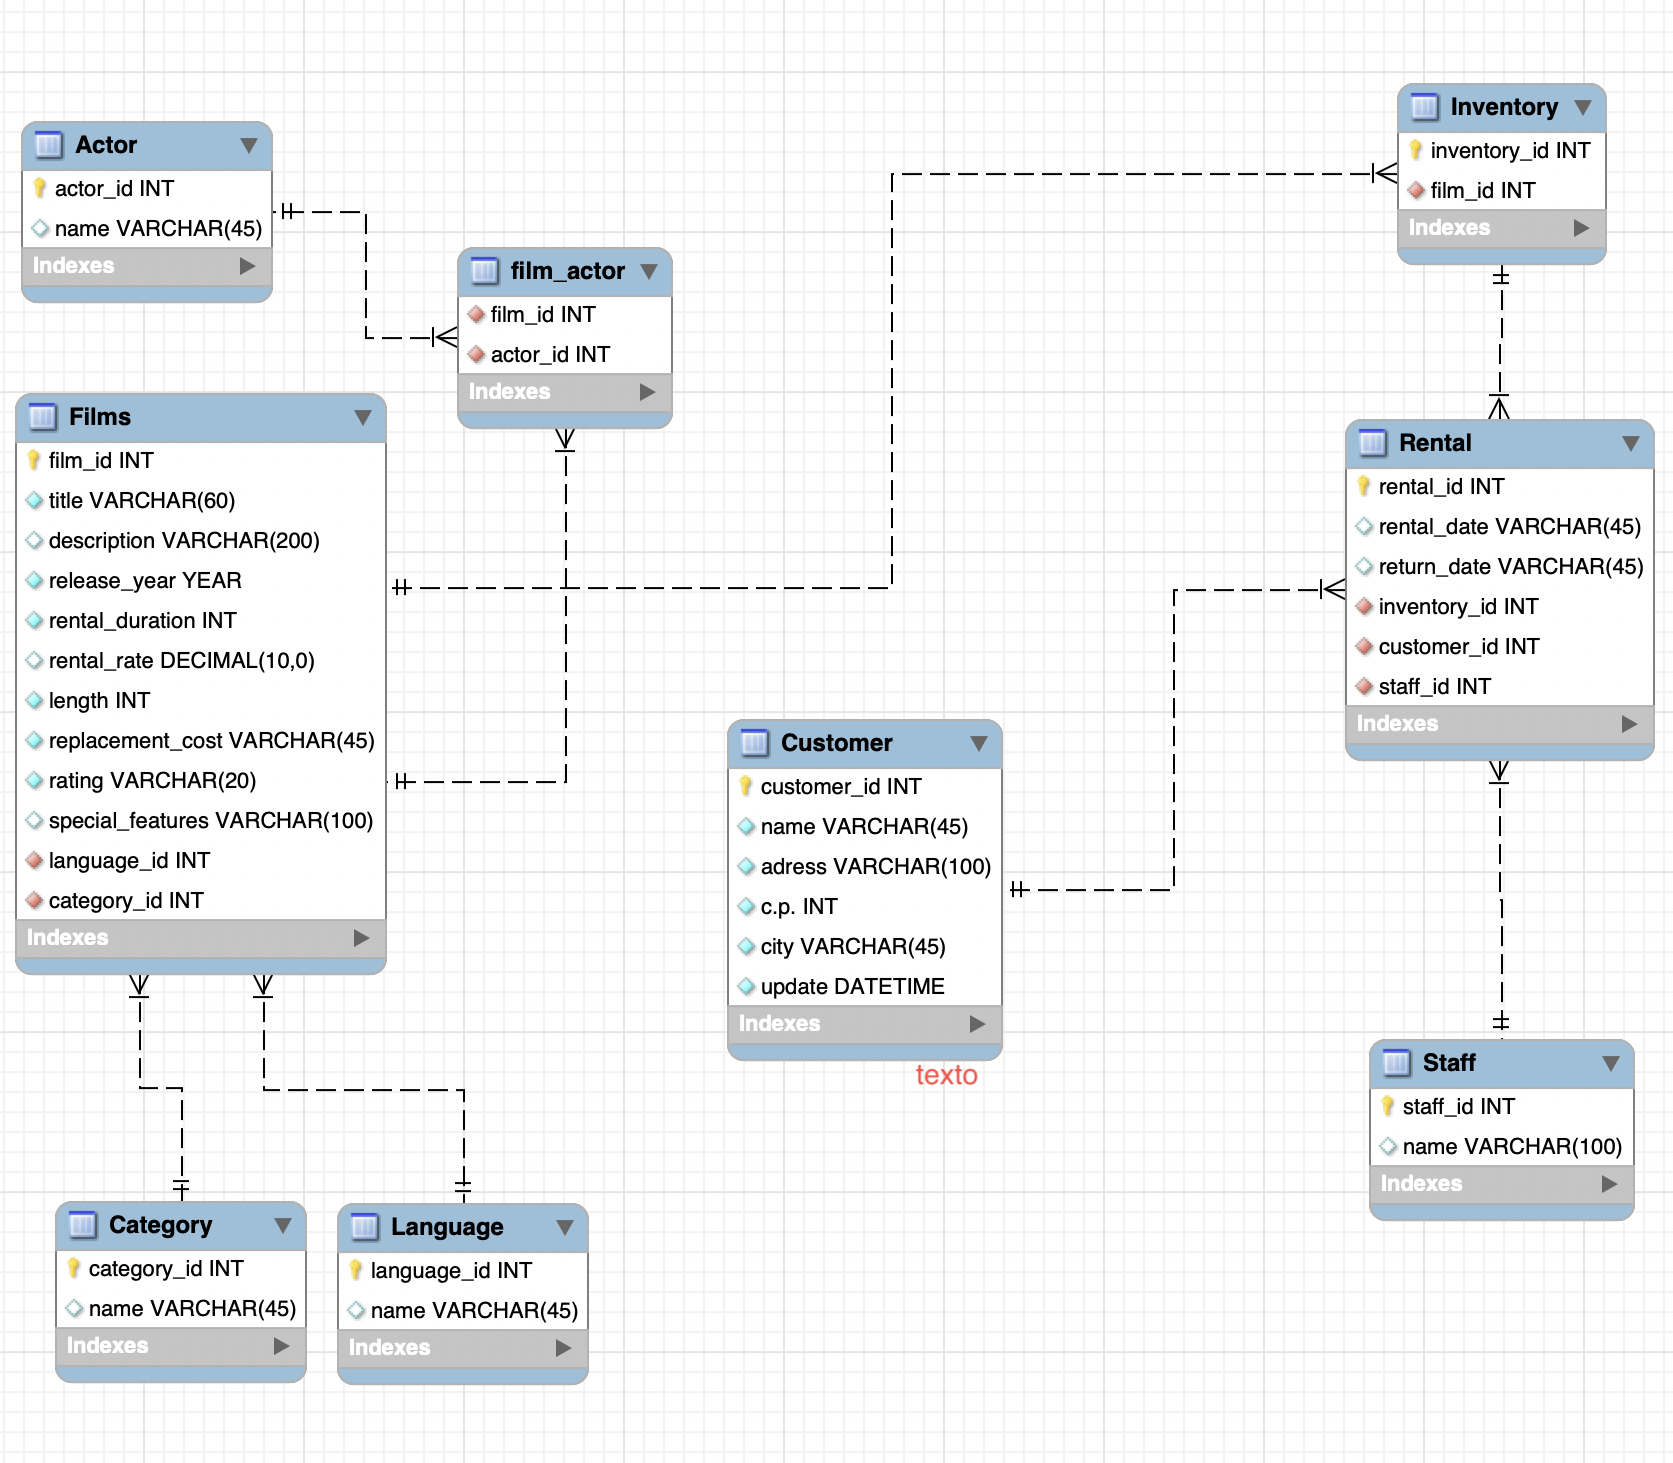 Actor
actor_id INT
name VARCHAR(45)
Indexes
film_actor
film_id INT
actor_id INT
Indexes
Inventory
inventory_id INT
film_id INT
Indexes
Films
film_id INT
title VARCHAR(60)
description VARCHAR(200)
release_year YEAR
rental_duration INT
rental_rate DECIMAL(10,0)
length INT
replacement_cost VARCHAR(45)
rating VARCHAR(20)
special_features VARCHAR(100)
language_id INT
category_id INT
Indexes
Rental
rental_id INT
rental_date VARCHAR(45)
return_date VARCHAR(45)
inventory_id INT
customer_id INT
staff_id INT
Indexes
Customer
customer_id INT
name VARCHAR(45)
adress VARCHAR(100)
c.p. INT
city VARCHAR(45)
update DATETIME
Indexes
texto
Staff
staff_id INT
name VARCHAR(100)
Indexes
Category
category_id INT
name VARCHAR(45)
Indexes
Language
language_id INT
name VARCHAR(45)
Indexes